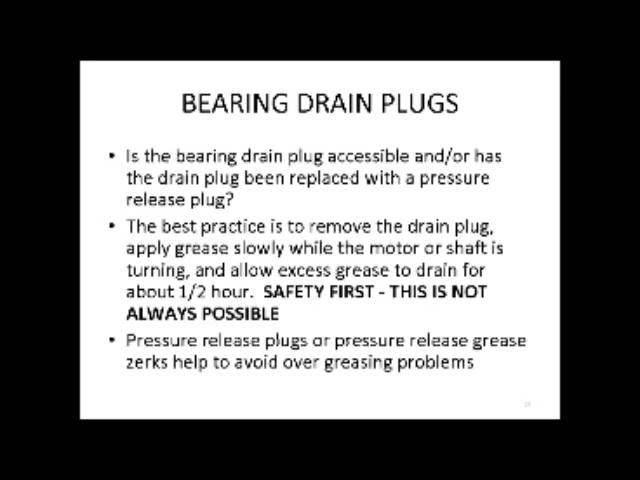 BEARING DRAIN PLUGS
• Is the bearing drain plug accessible and/or has
the drain plug been replaced with a pressure
release plug?
• The best practice is to remove the drain plug,
apply grease slowly while the motor or shaft is
turning, and allow excess grease to drain for
about 1/2 hour.  SAFETY FIRST - THIS IS NOT
ALWAYS POSSIBLE
• Pressure release plugs or pressure release grease
zerks help to avoid over greasing problems